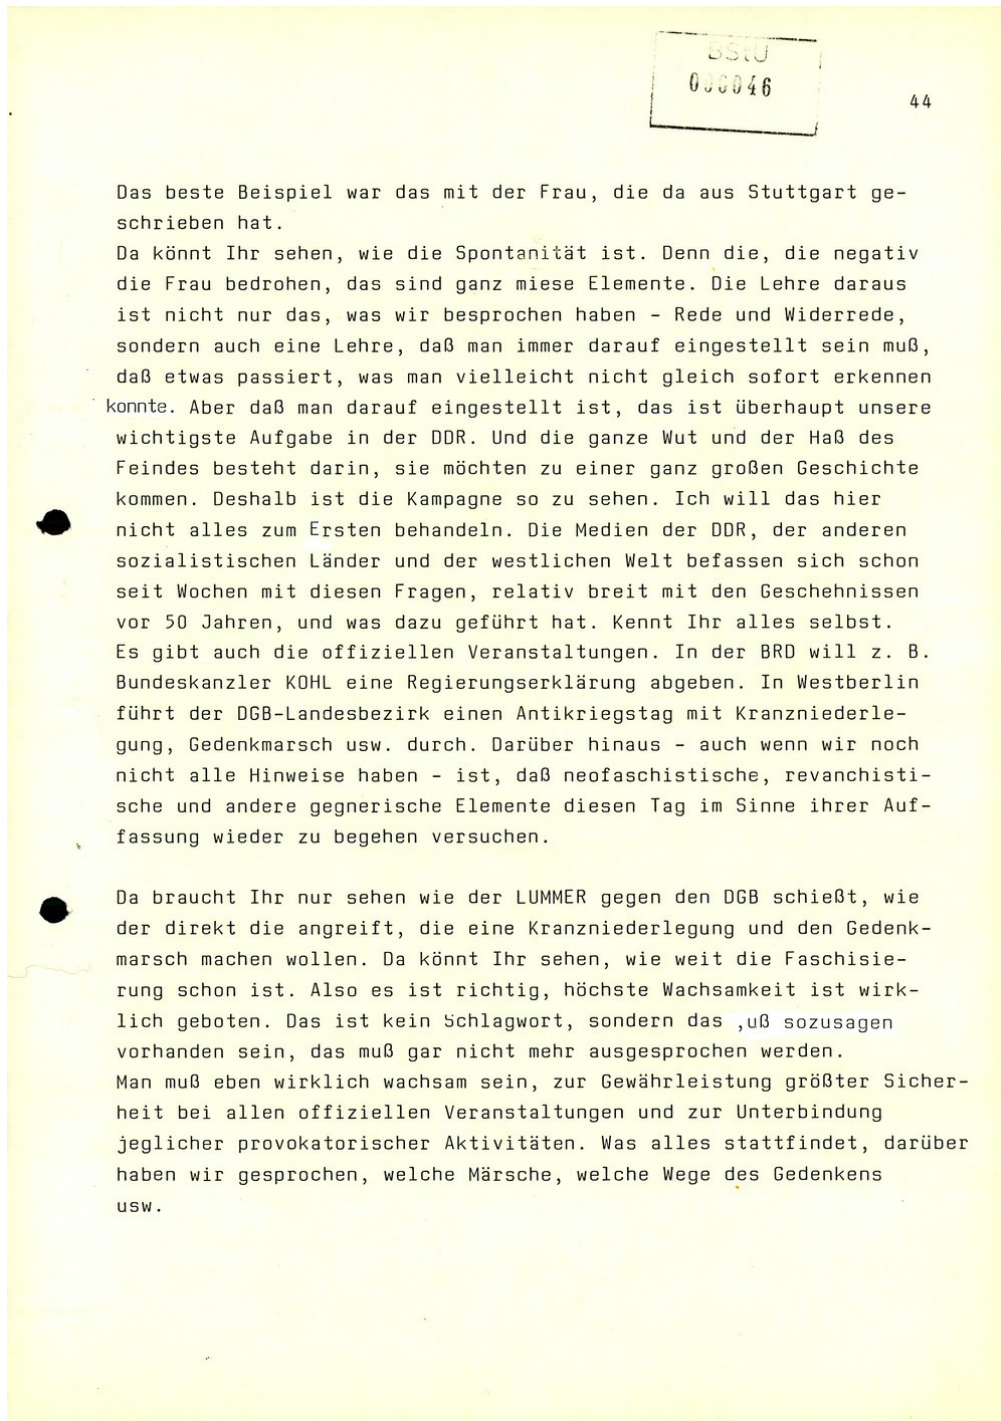 BStU
000046
44
Das beste Beispiel war das mit der Frau, die da aus Stuttgart ge-
schrieben hat.
Da könnt Ihr sehen, wie die Spontanität ist. Denn die, die negativ
die Frau bedrohen, das sind ganz miese Elemente. Die Lehre daraus
ist nicht nur das, was wir besprochen haben - Rede und Widerrede,
sondern auch eine Lehre, daß man immer darauf eingestellt sein muß,
daß etwas passiert, was man vielleicht nicht gleich sofort erkennen
konnte. Aber daß man darauf eingestellt ist, das ist überhaupt unsere
wichtigste Aufgabe in der DDR. Und die ganze Wut und der Haß des
Feindes besteht darin, sie möchten zu einer ganz großen Geschichte
kommen. Deshalb ist die Kampagne so zu sehen. Ich will das hier
nicht alles zum Ersten behandeln. Die Medien der DDR, der anderen
sozialistischen Länder und der westlichen Welt befassen sich schon
seit Wochen mit diesen Fragen, relativ breit mit den Geschehnissen
vor 50 Jahren, und was dazu geführt hat. Kennt Ihr alles selbst.
Es gibt auch die offiziellen Veranstaltungen. In der BRD will z. B.
Bundeskanzler KOHL eine Regierungserklärung abgeben. In Westberlin
führt der DGB-Landesbezirk einen Antikriegstag mit Kranzniederle-
gung, Gedenkmarsch usw. durch. Darüber hinaus - auch wenn wir noch
nicht alle Hinweise haben - ist, daß neofaschistische, revanchisti-
sche und andere gegnerische Elemente diesen Tag im Sinne ihrer Auf-
fassung wieder zu begehen versuchen.
Da braucht Ihr nur sehen wie der LUMMER gegen den DGB schießt, wie
der direkt die angreift, die eine Kranzniederlegung und den Gedenk-
marsch machen wollen. Da könnt Ihr sehen, wie weit die Faschisie-
rung schon ist. Also es ist richtig, höchste Wachsamkeit ist wirk-
lich geboten. Das ist kein Schlagwort, sondern das ,uß sozusagen
vorhanden sein, das muß gar nicht mehr ausgesprochen werden.
Man muß eben wirklich wachsam sein, zur Gewährleistung größter Sicher-
heit bei allen offiziellen Veranstaltungen und zur Unterbindung
jeglicher provokatorischer Aktivitäten. Was alles stattfindet, darüber
haben wir gesprochen, welche Märsche, welche Wege des Gedenkens
usw.